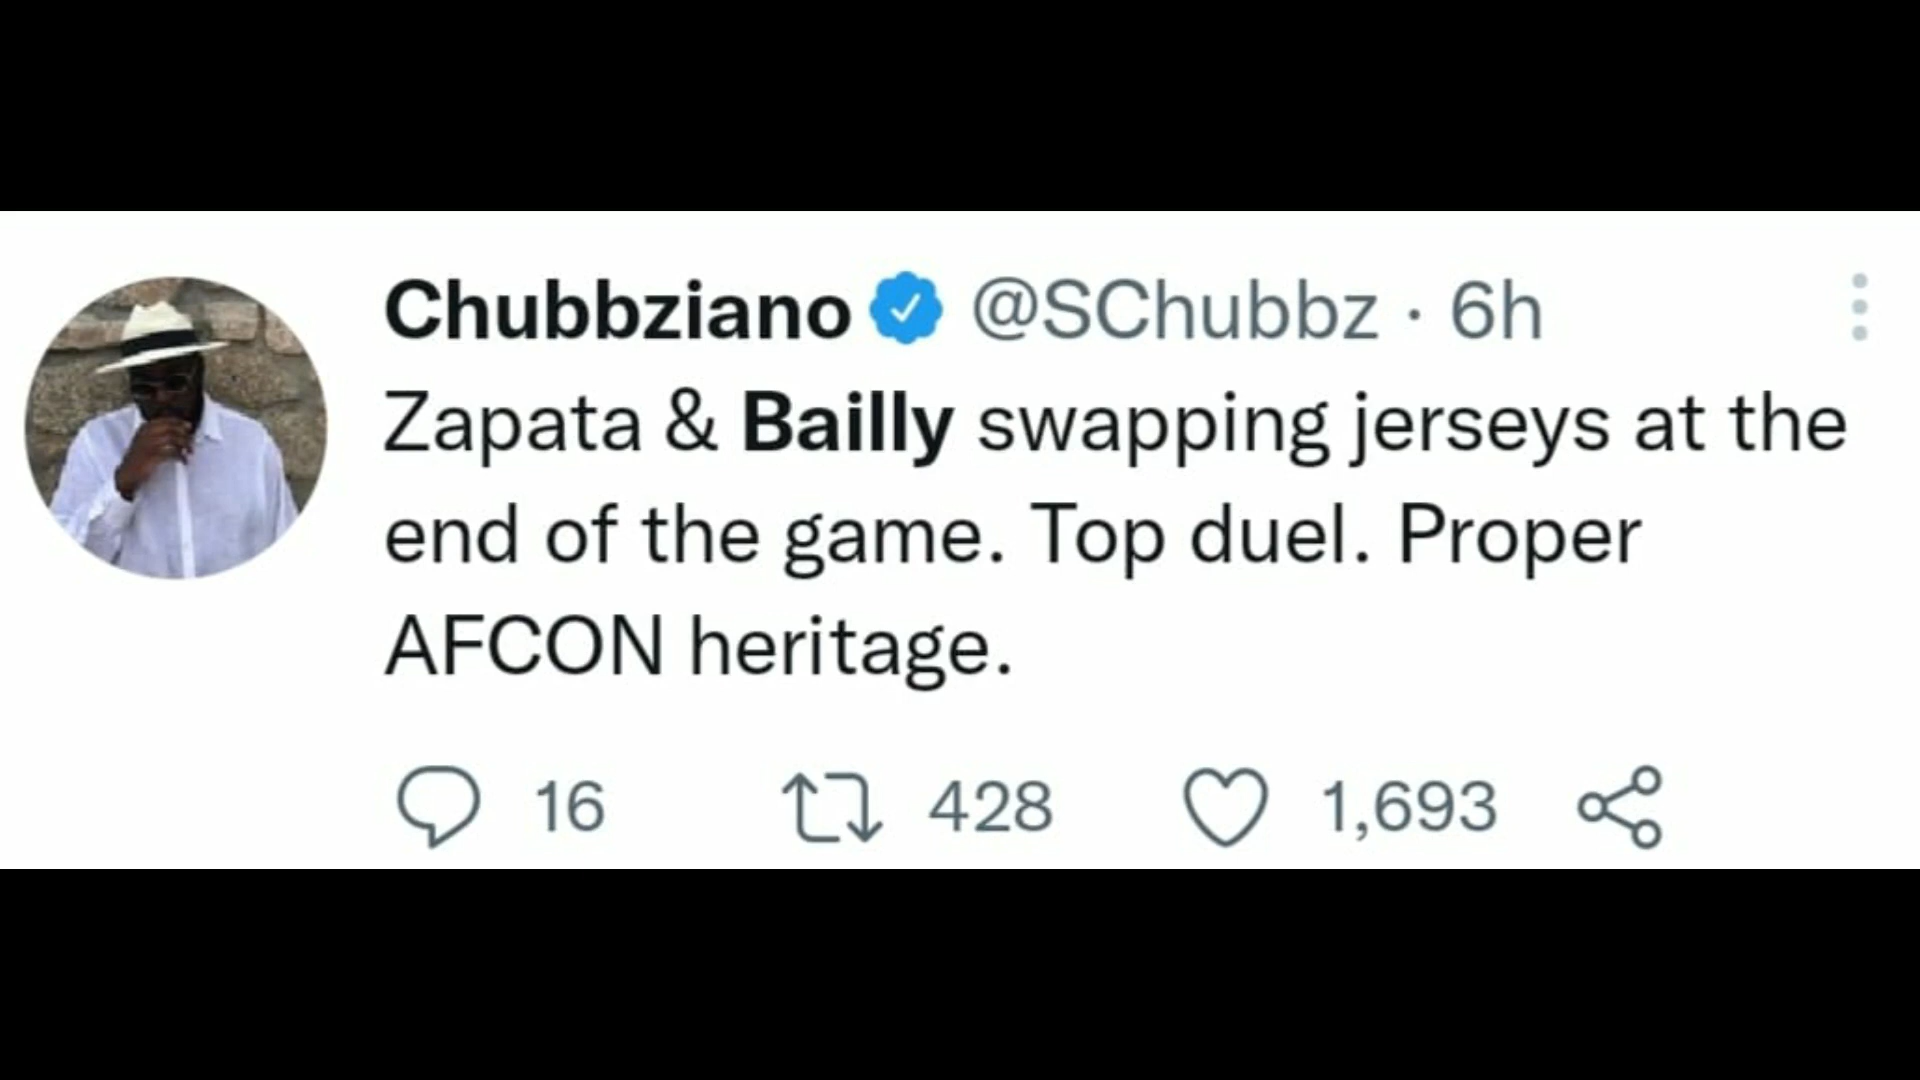 Chubbziano @SChubbz · 6h
Zapata & Bailly swapping jerseys at the
end of the game. Top duel. Proper
AFCON heritage.
16 428 1,693